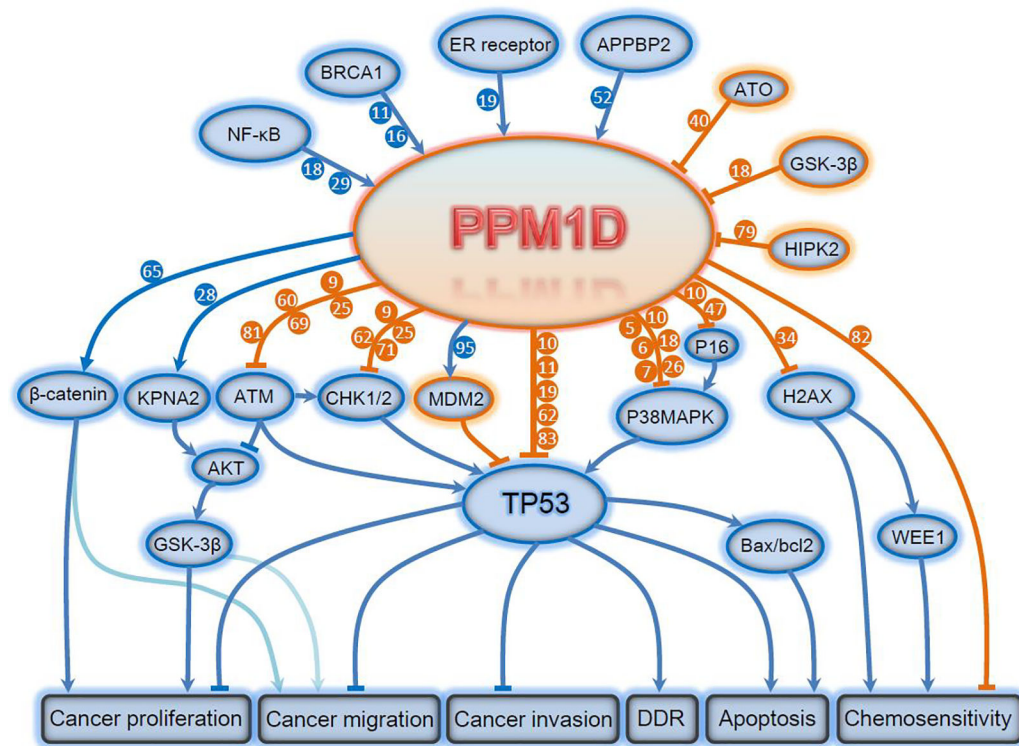 ER receptor
APPBP2
BRCA1
ATO
NF-κB
GSK-3β
HIPK2
11
16
19
52
40
18
29
18
79
PPM1D
65
28
9
25
60
69
81
9
25
62
71
95
10
11
19
62
83
5
10
6
18
7
26
10
47
34
82
P16
β-catenin
KPNA2
ATM
CHK1/2
MDM2
P38MAPK
H2AX
AKT
TP53
GSK-3β
Bax/bcl2
WEE1
Cancer proliferation
Cancer migration
Cancer invasion
DDR
Apoptosis
Chemosensitivity